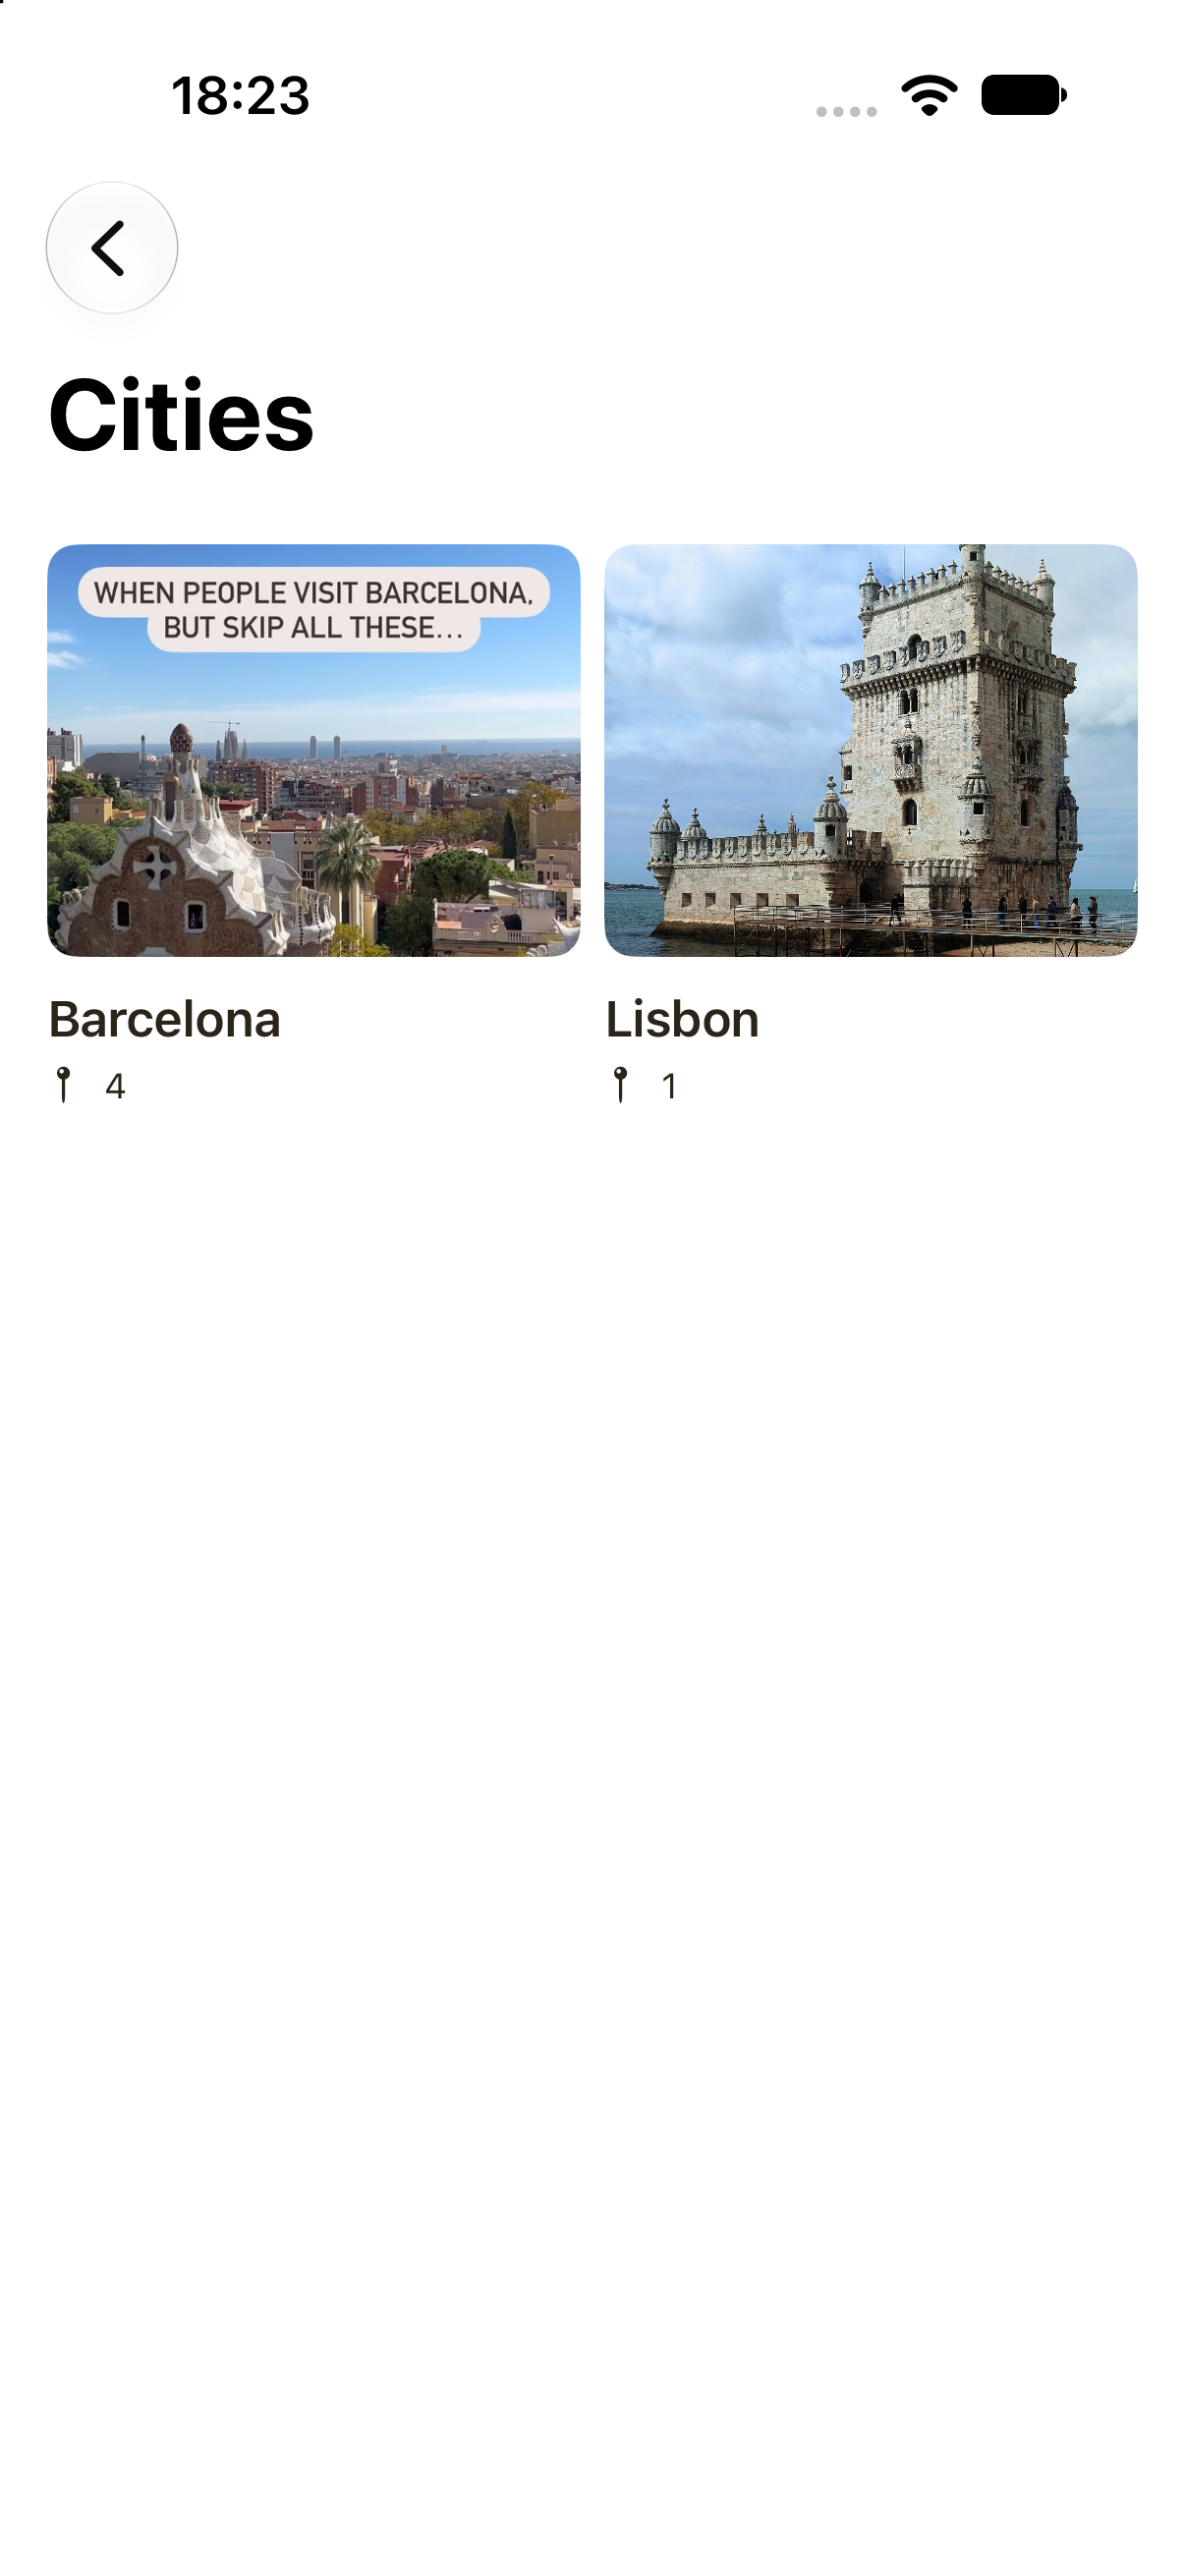 18:23
Cities
WHEN PEOPLE VISIT BARCELONA,
BUT SKIP ALL THESE...
Barcelona
4
Lisbon
1